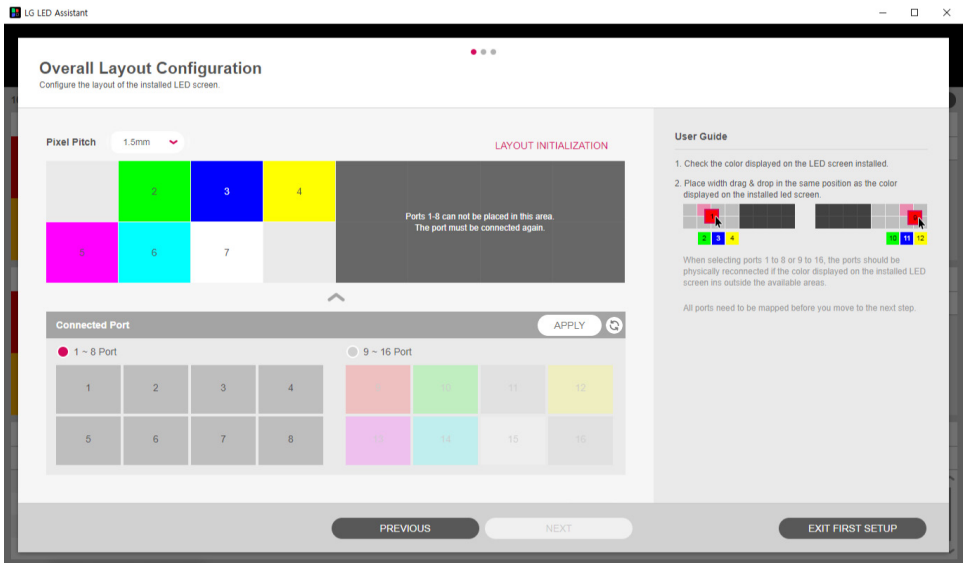 LG LED Assistant
Overall Layout Configuration
Configure the layout of the installed LED screen.
Pixel Pitch
1.5mm
LAYOUT INITIALIZATION
2
3
4
5
6
7
Ports 1-8 can not be placed in this area.
The port must be connected again.
Connected Port
APPLY
1 ~ 8 Port
9 ~ 16 Port
1
2
3
4
5
6
7
8
9
10
11
12
13
14
15
16
User Guide
1. Check the color displayed on the LED screen installed.
2. Place width drag & drop in the same position as the color
displayed on the installed led screen.
1
2
3
4
10
11
12
When selecting ports 1 to 8 or 9 to 16, the ports should be
physically reconnected if the color displayed on the installed LED
screen ins outside the available areas.
All ports need to be mapped before you move to the next step.
PREVIOUS
NEXT
EXIT FIRST SETUP